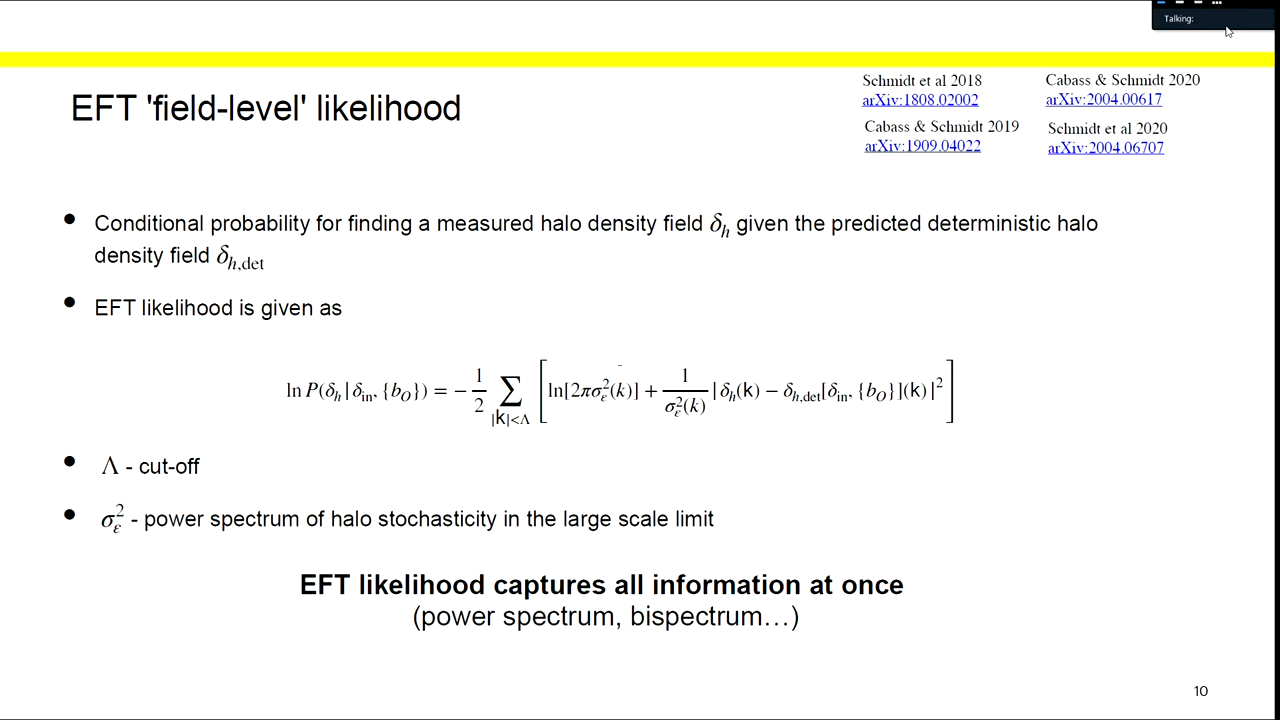 Talking:
EFT 'field-level' likelihood
Schmidt et al 2018
arXiv:1808.02002
Cabass & Schmidt 2019
arXiv:1909.04022
Cabass & Schmidt 2020
arXiv:2004.00617
Schmidt et al 2020
arXiv:2004.06707
• Conditional probability for finding a measured halo density field δ_h given the predicted deterministic halo
density field δ_{h,det}
• EFT likelihood is given as
ln P(δ_h | δ_in, {b_O}) = − 1/2 ∑_{|k|<Λ} [ ln[2πσ_ε^2(k)] + 1/σ_ε^2(k) | δ_h(k) − δ_{h,det}[δ_in, {b_O}](k) |^2 ]
• Λ - cut-off
• σ_ε^2 - power spectrum of halo stochasticity in the large scale limit
EFT likelihood captures all information at once
(power spectrum, bispectrum…)
10